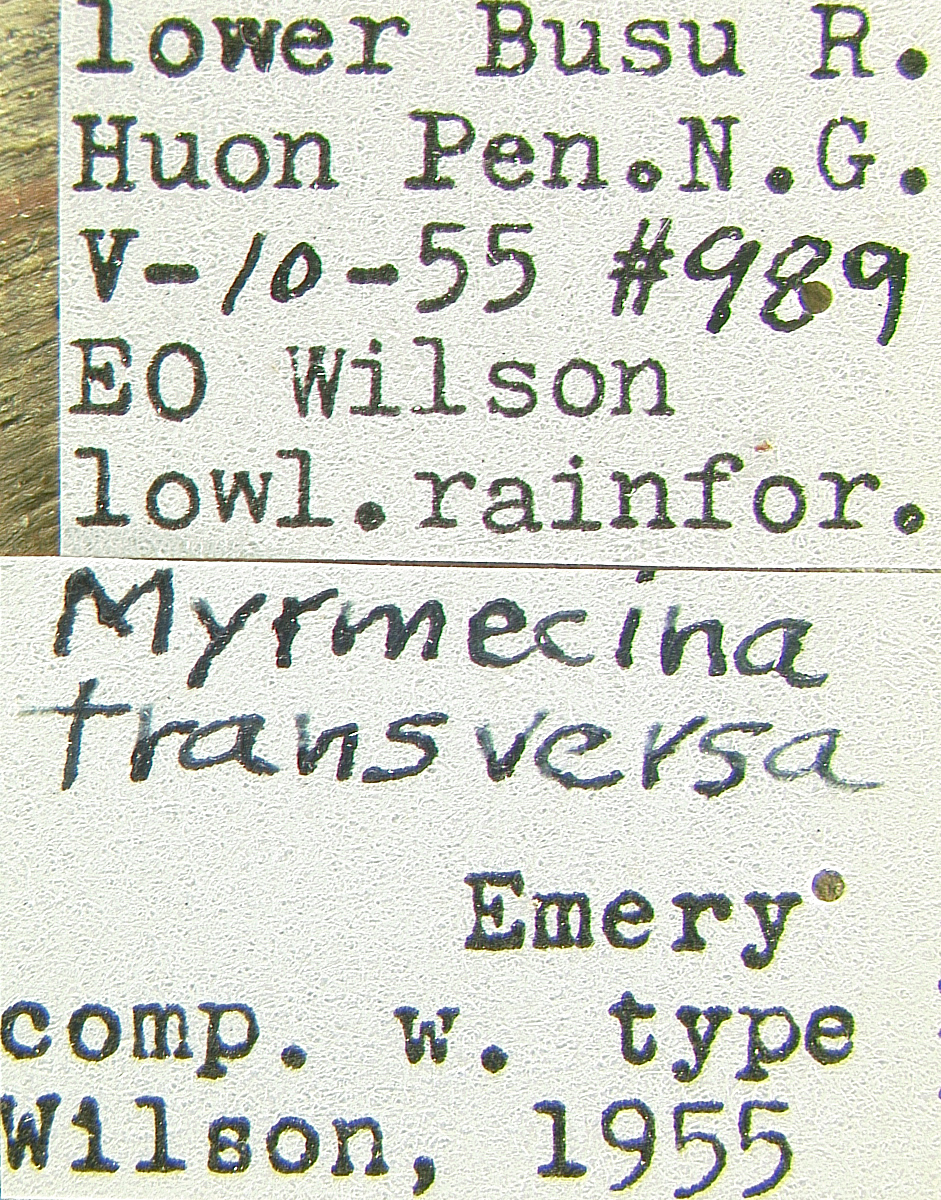 lower Busu R.
Huon Pen.N.G.
V-10-55 #989
EO Wilson
lowl.rainfor.
Myrmecina
transversa
Emery
comp. w. type
Wilson, 1955